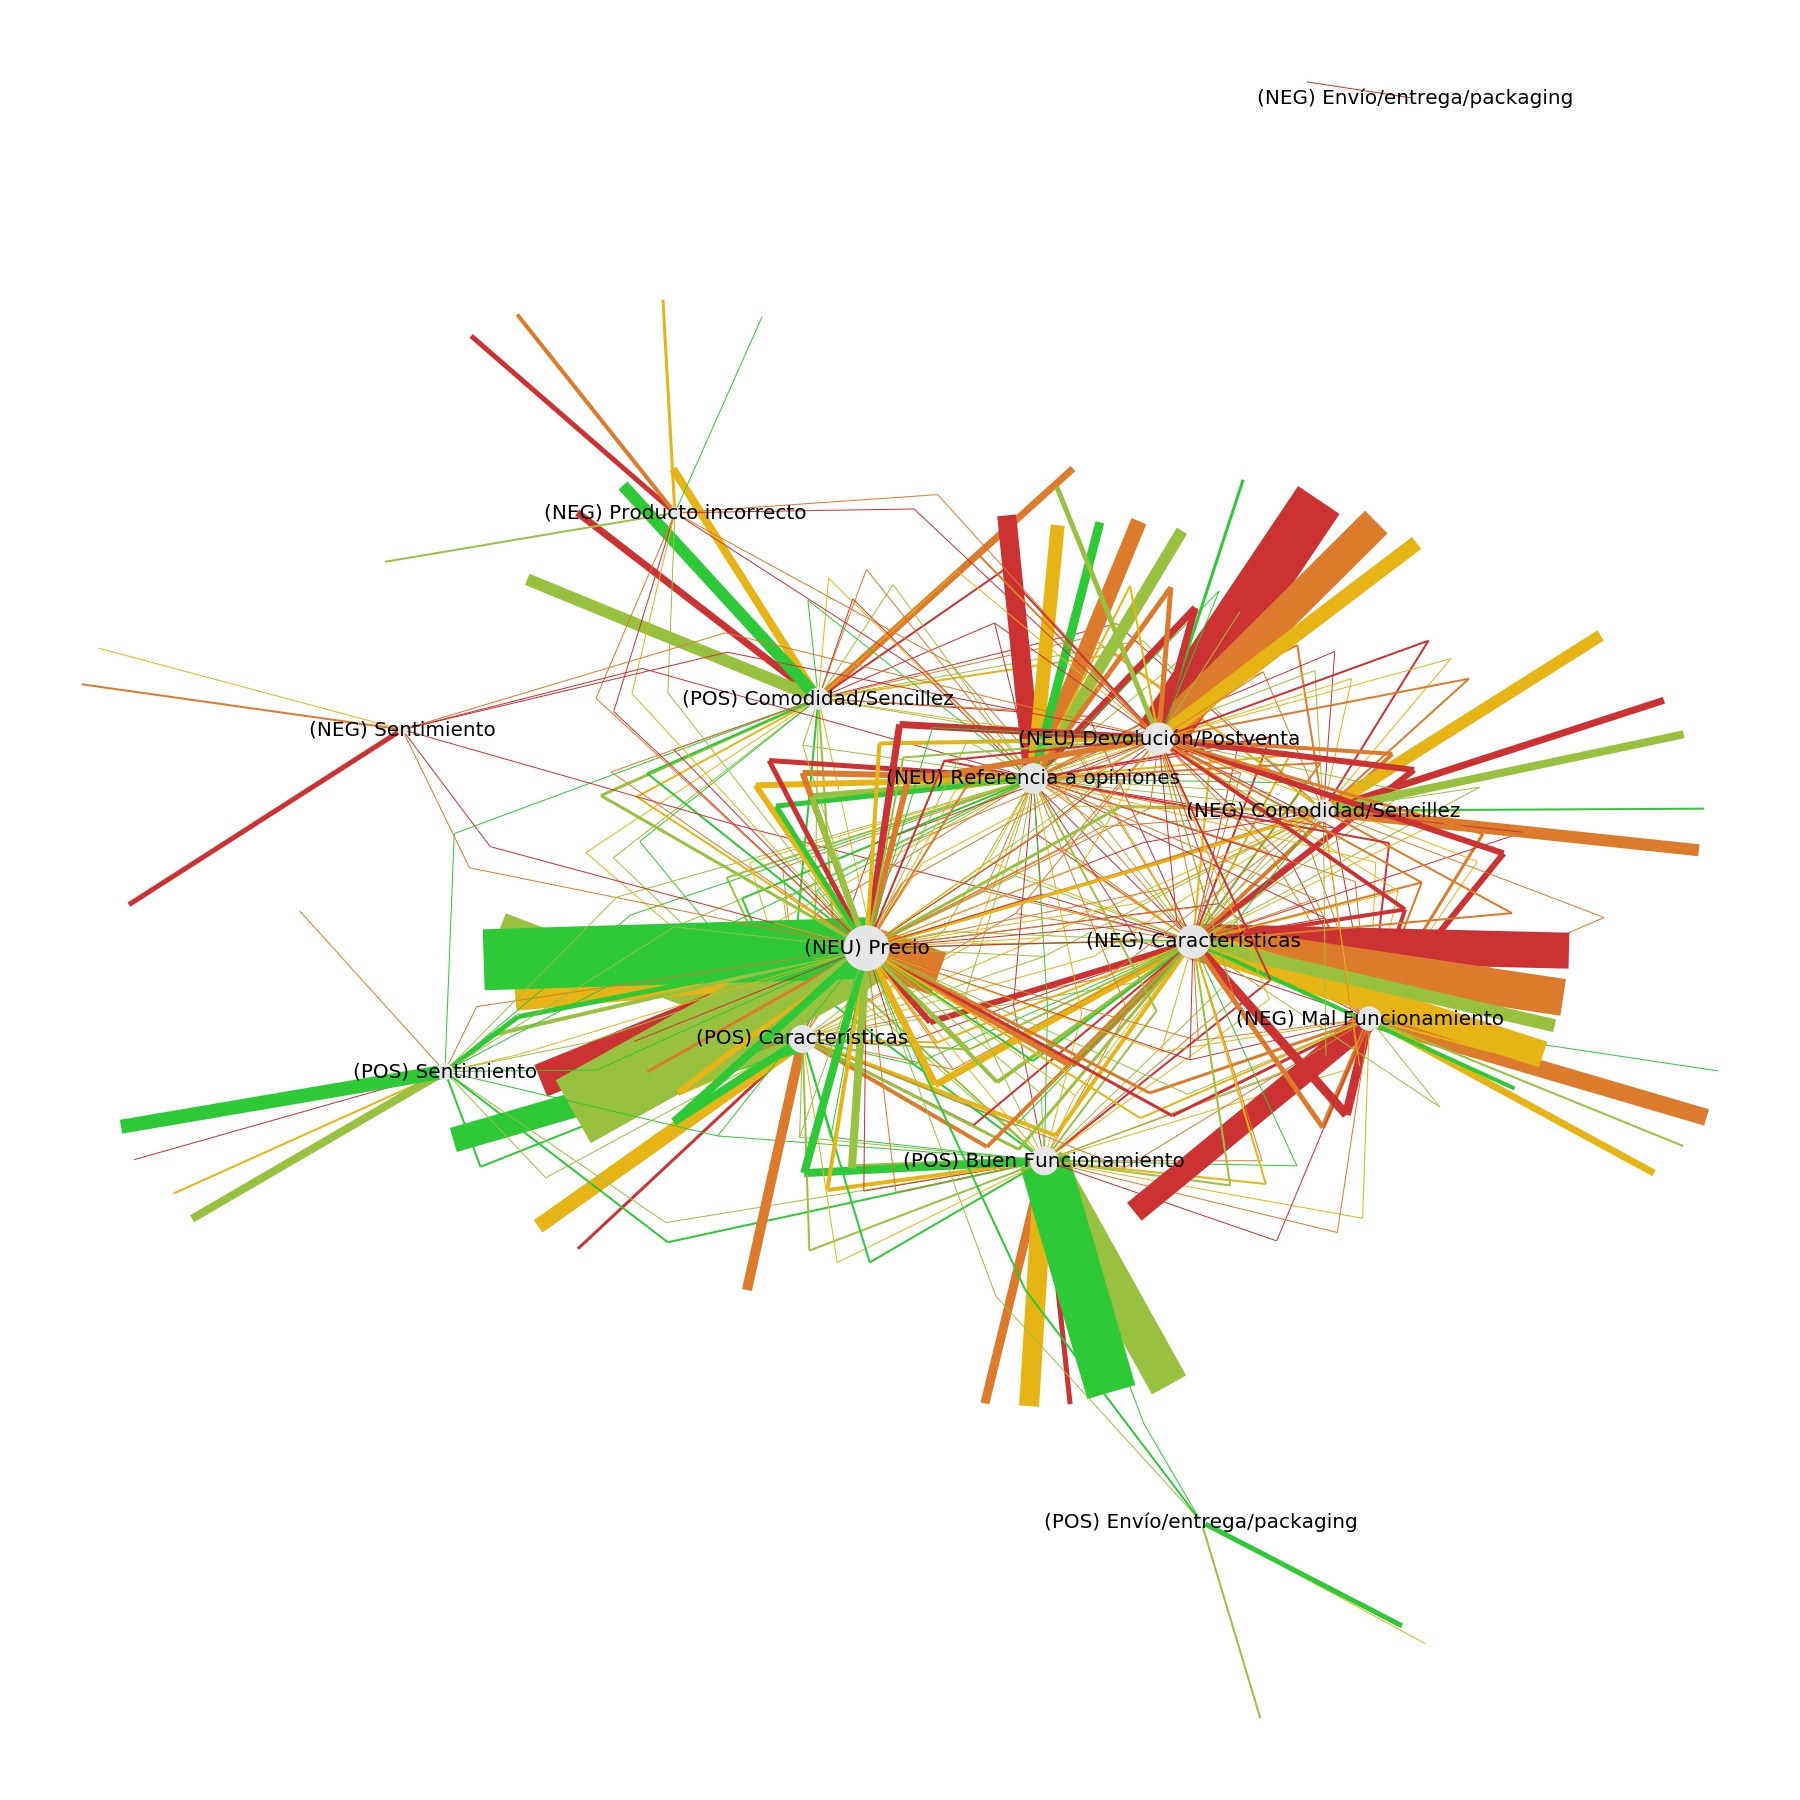 (NEG) Envío/entrega/packaging
(NEG) Producto incorrecto
(POS) Comodidad/Sencillez
(NEG) Sentimiento
(NEU) Devolución/Postventa
(NEU) Referencia a opiniones
(NEG) Comodidad/Sencillez
(NEU) Precio
(NEG) Características
(NEG) Mal Funcionamiento
(POS) Características
(POS) Sentimiento
(POS) Buen Funcionamiento
(POS) Envío/entrega/packaging